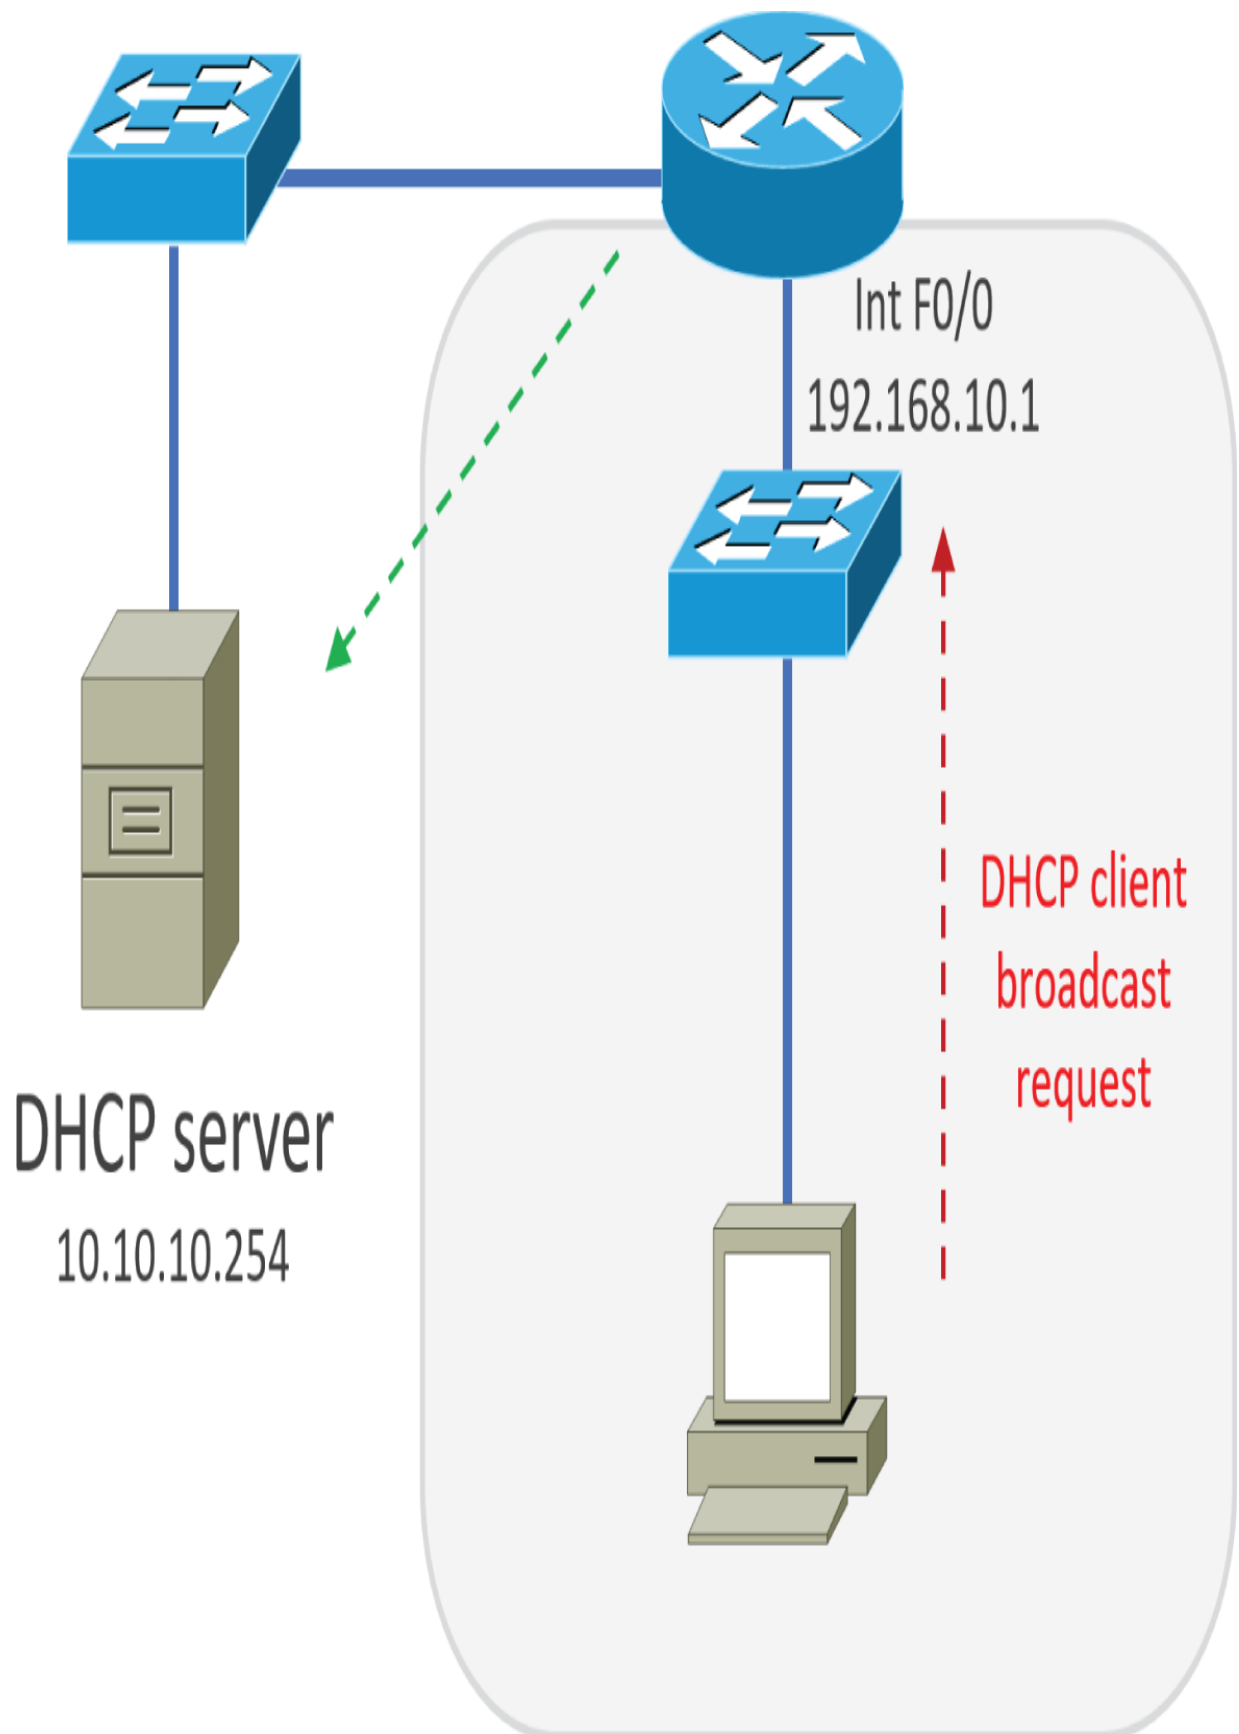 Int F0/0
192.168.10.1
DHCP client
broadcast
request
DHCP server
10.10.10.254